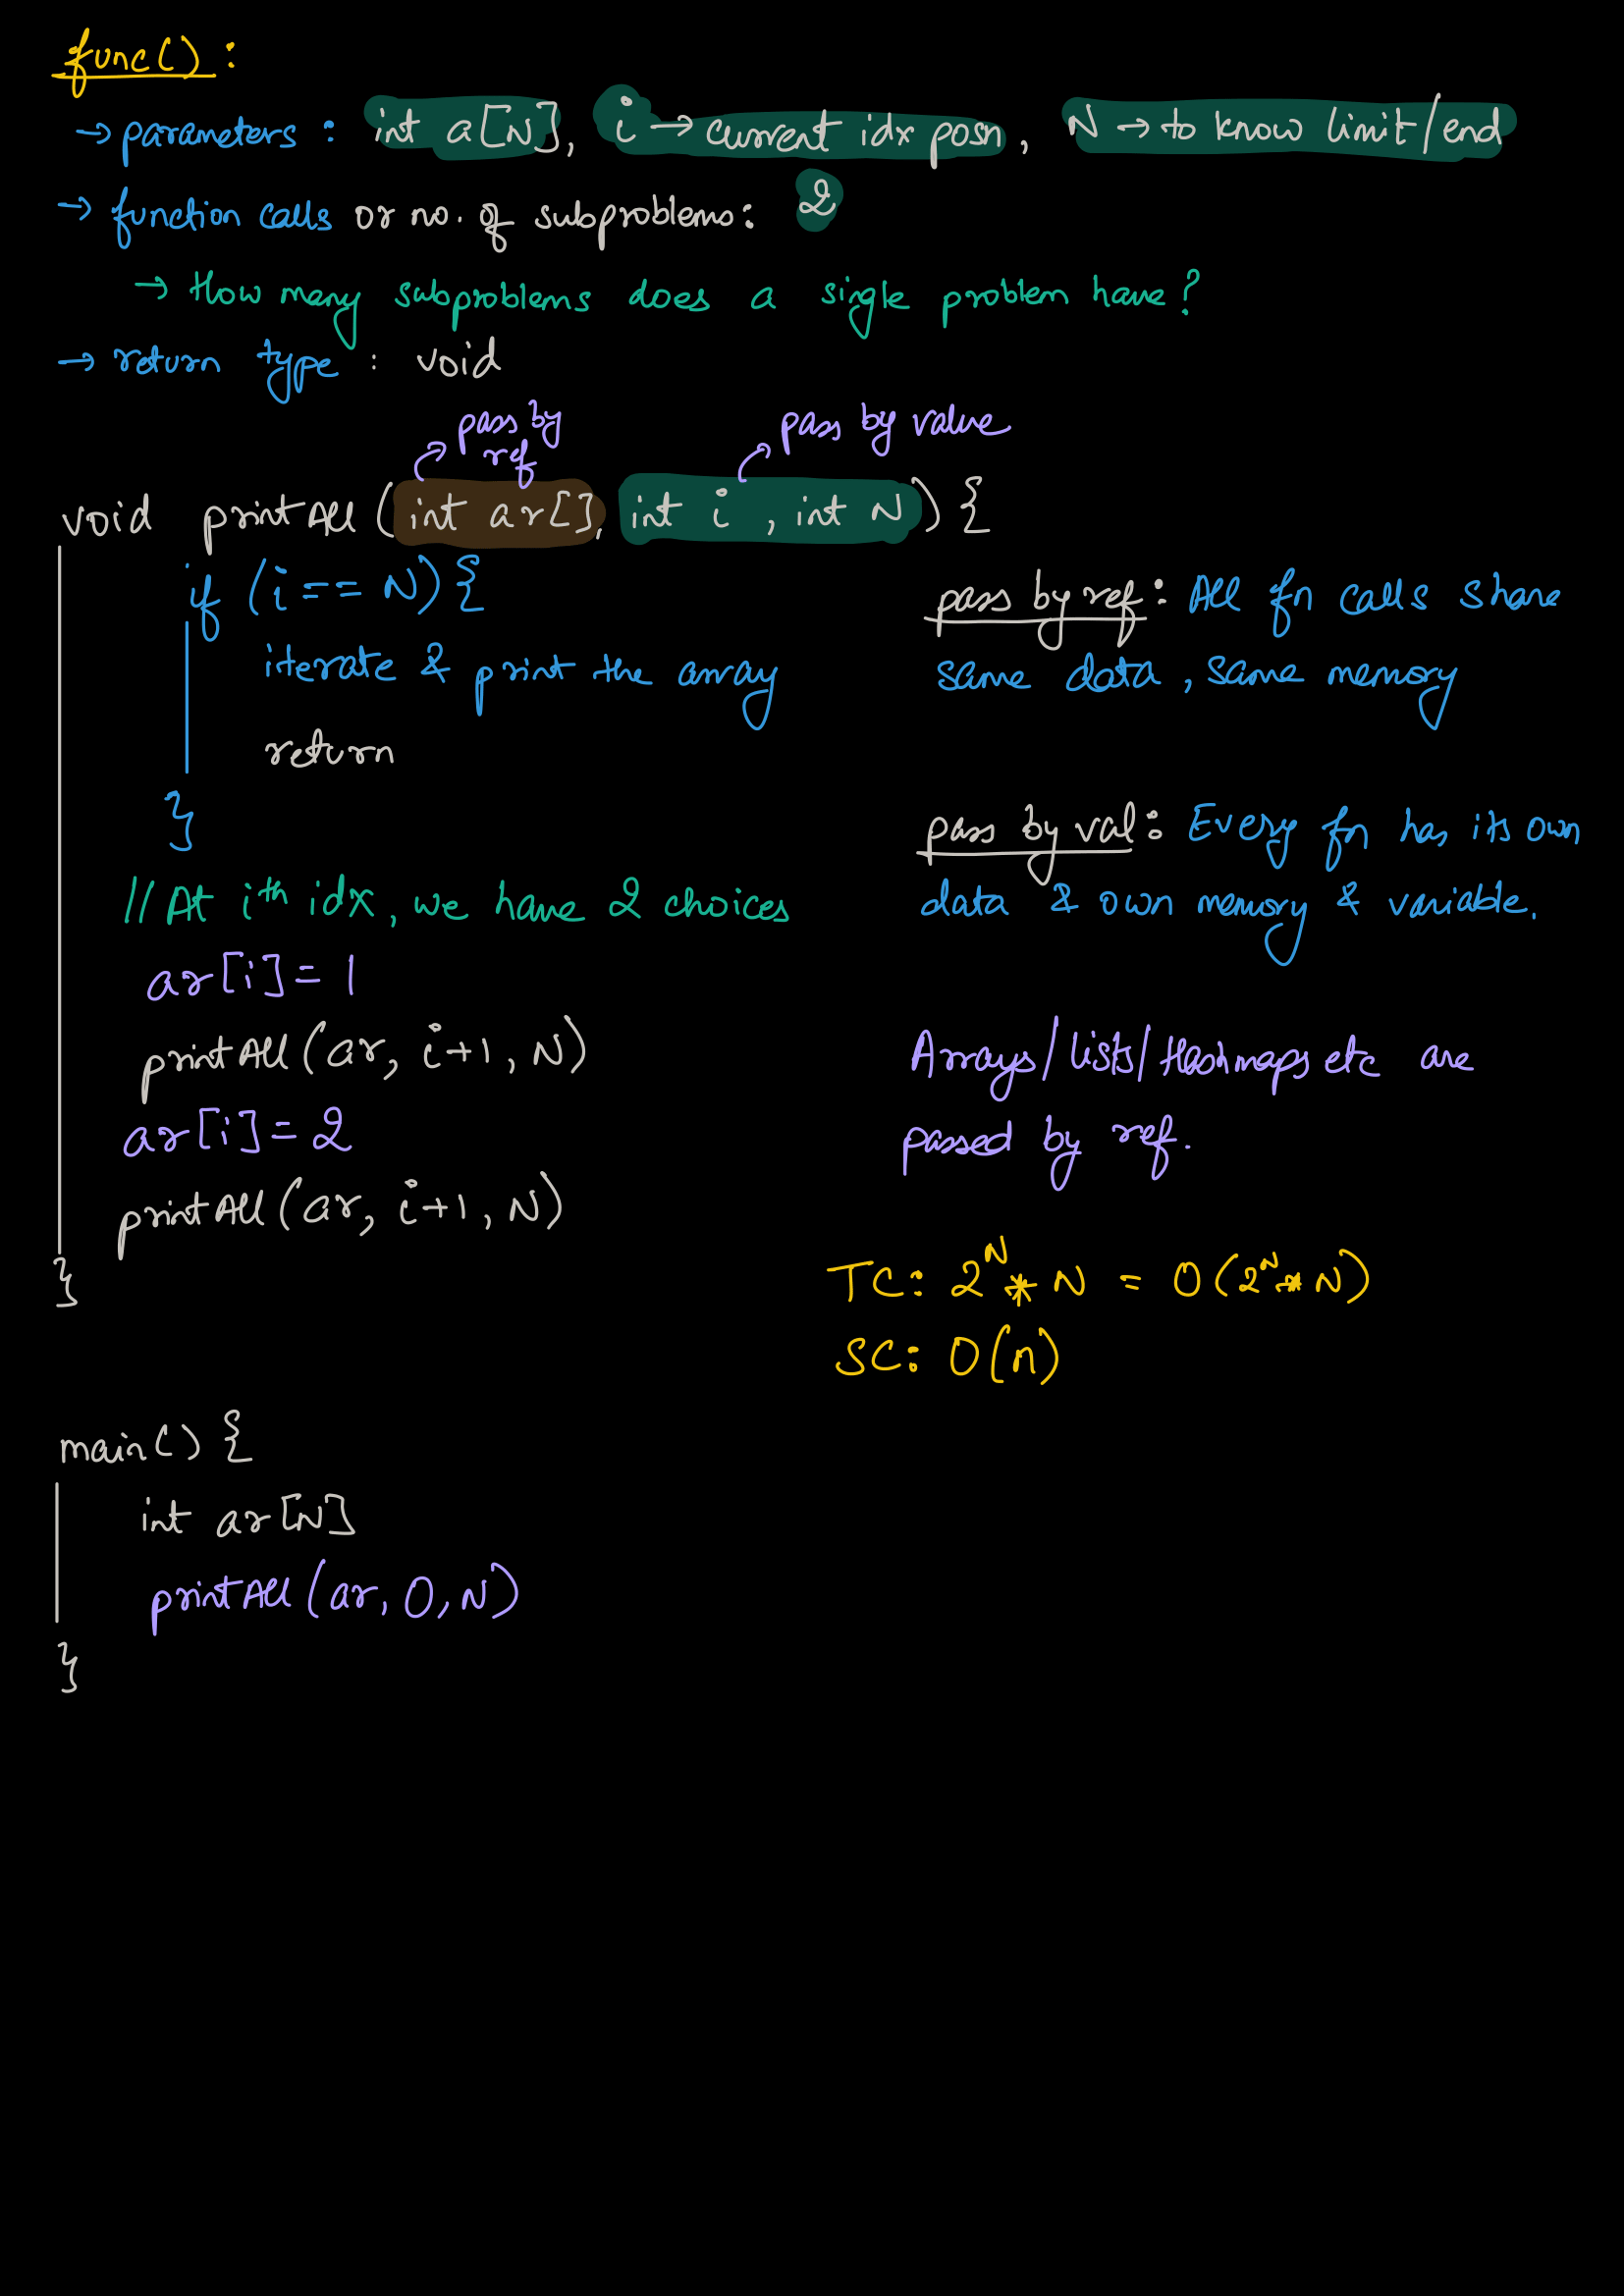 func() :
→ parameters : int a[N], i → current idx posn, N → to know limit/end
→ function calls or no. of subproblems: 2
→ How many subproblems does a single problem have?
→ return type : void
pass by ref
pass by value
void printAll (int ar[], int i, int N) {
if (i == N) {
iterate & print the array
return
}
// At ith idx, we have 2 choices
ar[i] = 1
printAll (ar, i+1, N)
ar[i] = 2
printAll (ar, i+1, N)
}
pass by ref : All fn calls share
same data, same memory
pass by val : Every fn has its own
data & own memory & variable.
Arrays/lists/Hashmaps etc are
passed by ref.
TC: 2^N * N = O(2^N * N)
SC: O(n)
main() {
int ar[N]
printAll (ar, 0, N)
}